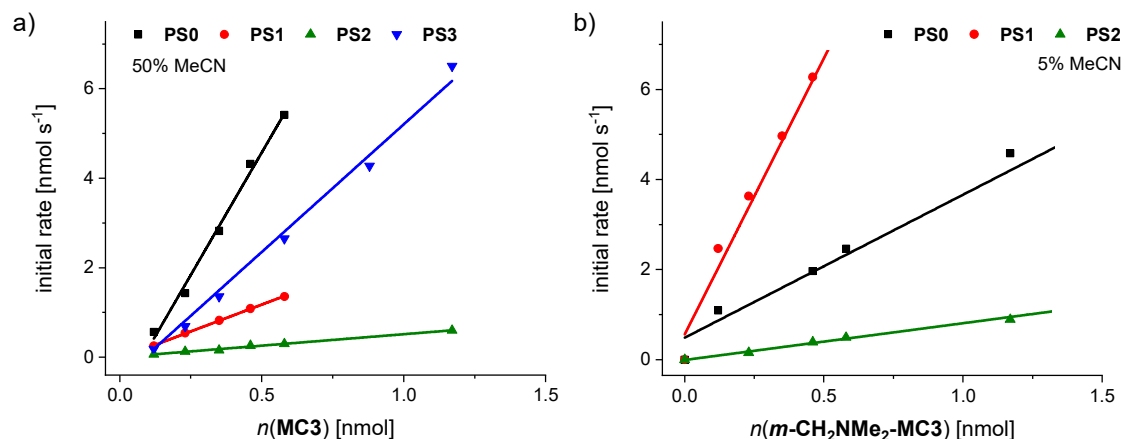 a)
PS0 PS1 PS2 PS3
50% MeCN
6
4
2
0
initial rate [nmol s⁻¹]
0.0 0.5 1.0 1.5
n(MC3) [nmol]
b)
PS0 PS1 PS2
5% MeCN
6
4
2
0
initial rate [nmol s⁻¹]
0.0 0.5 1.0 1.5
n(m-CH₂NMe₂-MC3) [nmol]